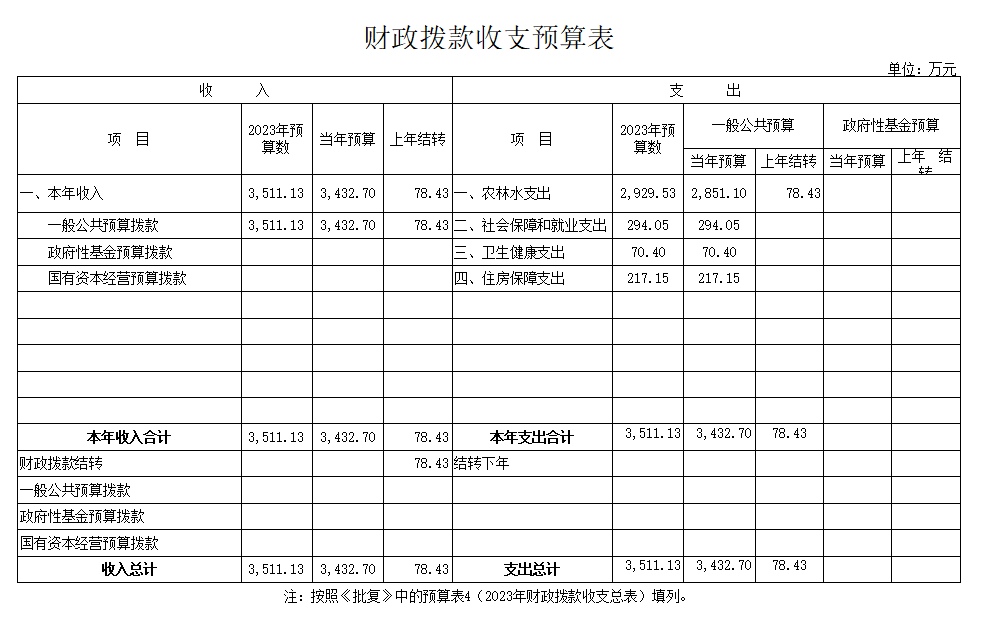 财政拨款收支预算表
单位：万元
收 入 支 出
项 目 2023年预算数 当年预算 上年结转 项 目 2023年预算数 一般公共预算 政府性基金预算
当年预算 上年结转 当年预算 上年 结转
一、本年收入 3,511.13 3,432.70 78.43 一、农林水支出 2,929.53 2,851.10 78.43
一般公共预算拨款 3,511.13 3,432.70 78.43 二、社会保障和就业支出 294.05 294.05
政府性基金预算拨款 三、卫生健康支出 70.40 70.40
国有资本经营预算拨款 四、住房保障支出 217.15 217.15
本年收入合计 3,511.13 3,432.70 78.43 本年支出合计 3,511.13 3,432.70 78.43
财政拨款结转 78.43 结转下年
一般公共预算拨款
政府性基金预算拨款
国有资本经营预算拨款
收入总计 3,511.13 3,432.70 78.43 支出总计 3,511.13 3,432.70 78.43
注：按照《批复》中的预算表4（2023年财政拨款收支总表）填列。